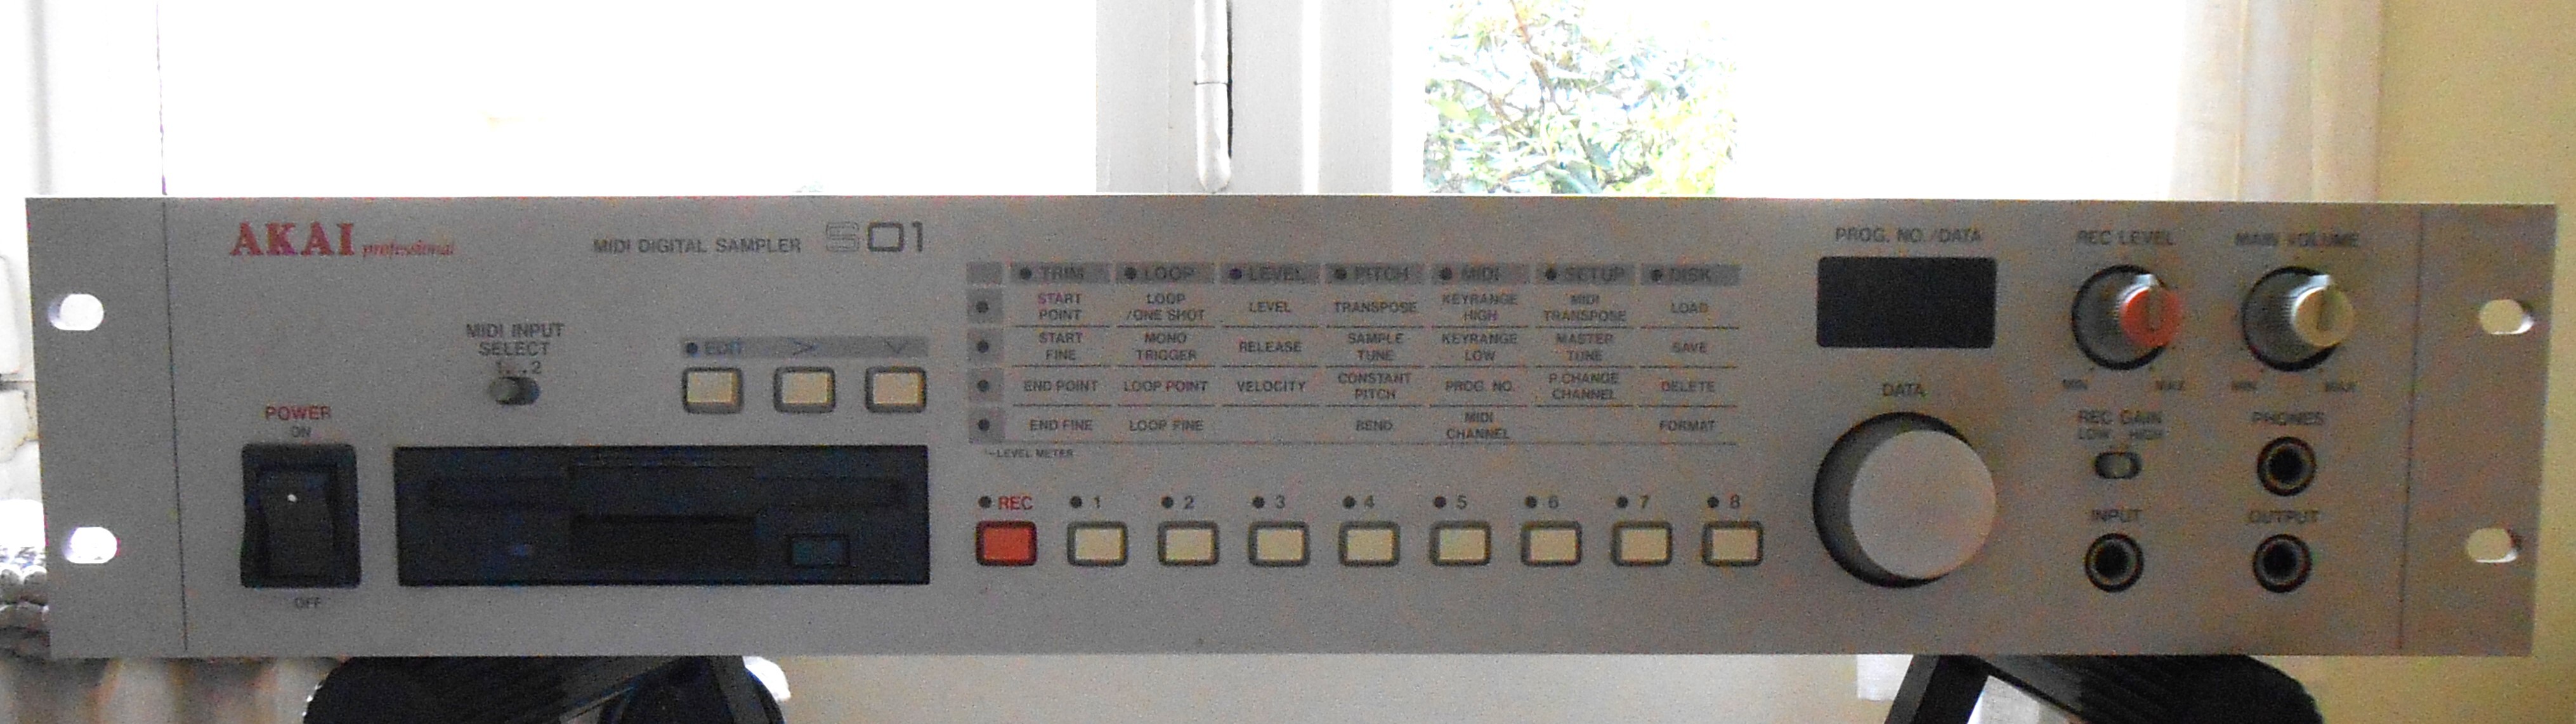 AKAI professional
MIDI DIGITAL SAMPLER S01
MIDI INPUT
SELECT
1 2
EDIT > ∨
POWER
ON
OFF
TRIM LOOP LEVEL PITCH MIDI SETUP DISK
START POINT LOOP /ONE SHOT LEVEL TRANSPOSE KEYRANGE HIGH MIDI TRANSPOSE LOAD
START FINE MONO TRIGGER RELEASE SAMPLE TUNE KEYRANGE LOW MASTER TUNE SAVE
END POINT LOOP POINT VELOCITY CONSTANT PITCH PROG. NO. P.CHANGE CHANNEL DELETE
END FINE LOOP FINE BEND MIDI CHANNEL FORMAT
LEVEL METER
REC 1 2 3 4 5 6 7 8
PROG. NO./DATA
DATA
REC LEVEL
MIN MAX
REC GAIN
LOW HIGH
INPUT
MAIN VOLUME
MIN MAX
PHONES
OUTPUT